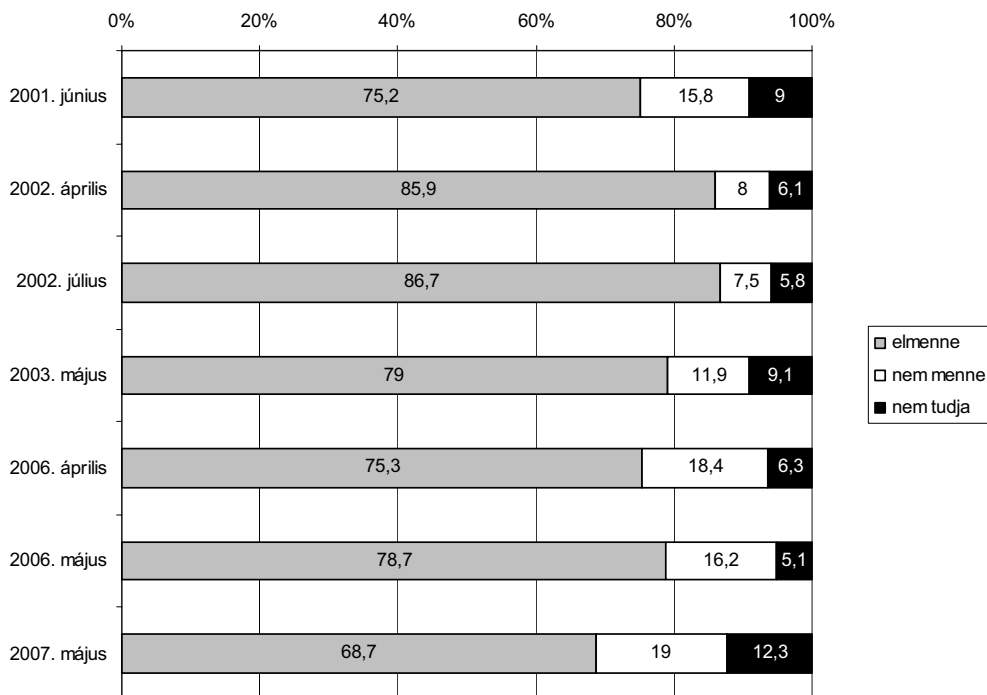 0% 20% 40% 60% 80% 100%
2001. június 75,2 15,8 9
2002. április 85,9 8 6,1
2002. július 86,7 7,5 5,8
2003. május 79 11,9 9,1
2006. április 75,3 18,4 6,3
2006. május 78,7 16,2 5,1
2007. május 68,7 19 12,3
elmenne
nem menne
nem tudja